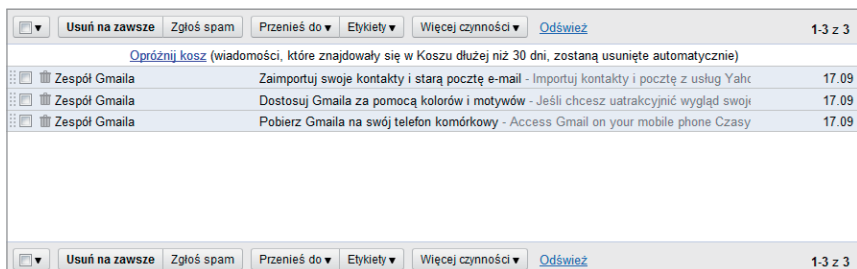 Usuń na zawsze Zgłoś spam Przenieś do Etykiety Więcej czynności Odśwież 1-3 z 3
Opróżnij kosz (wiadomości, które znajdowały się w Koszu dłużej niż 30 dni, zostaną usunięte automatycznie)
Zespół Gmaila Zaimportuj swoje kontakty i starą pocztę e-mail - Importuj kontakty i pocztę z usług Yaho 17.09
Zespół Gmaila Dostosuj Gmaila za pomocą kolorów i motywów - Jeśli chcesz uatrakcyjnić wygląd swoje 17.09
Zespół Gmaila Pobierz Gmaila na swój telefon komórkowy - Access Gmail on your mobile phone Czasy 17.09
Usuń na zawsze Zgłoś spam Przenieś do Etykiety Więcej czynności Odśwież 1-3 z 3